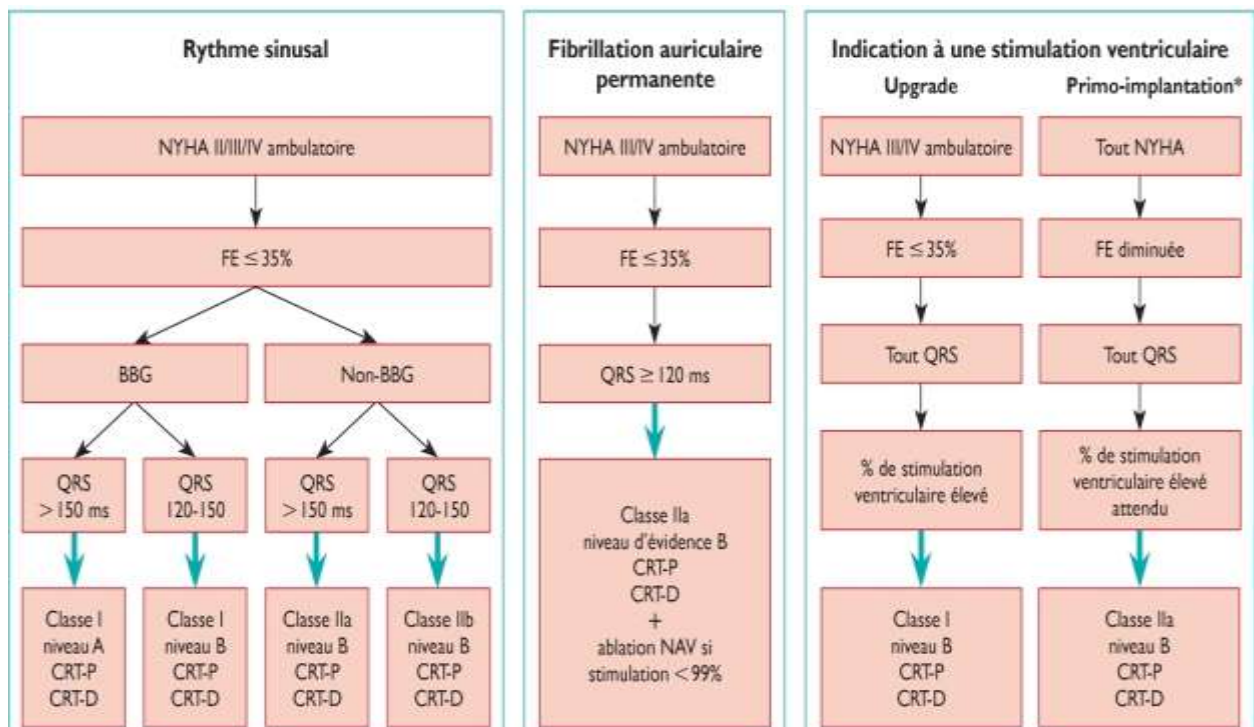 Rythme sinusal
NYHA II/III/IV ambulatoire
FE ≤ 35%
BBG
Non-BBG
QRS
>150 ms
QRS
120-150
QRS
>150 ms
QRS
120-150
Classe I
niveau A
CRT-P
CRT-D
Classe I
niveau B
CRT-P
CRT-D
Classe IIa
niveau B
CRT-P
CRT-D
Classe IIb
niveau B
CRT-P
CRT-D
Fibrillation auriculaire
permanente
NYHA III/IV ambulatoire
FE ≤ 35%
QRS ≥ 120 ms
Classe IIa
niveau d'évidence B
CRT-P
CRT-D
+
ablation NAV si
stimulation <99%
Indication à une stimulation ventriculaire
Upgrade
NYHA III/IV ambulatoire
FE ≤ 35%
Tout QRS
% de stimulation
ventriculaire élevé
Classe I
niveau B
CRT-P
CRT-D
Primo-implantation*
Tout NYHA
FE diminuée
Tout QRS
% de stimulation
ventriculaire élevé
attendu
Classe IIa
niveau B
CRT-P
CRT-D